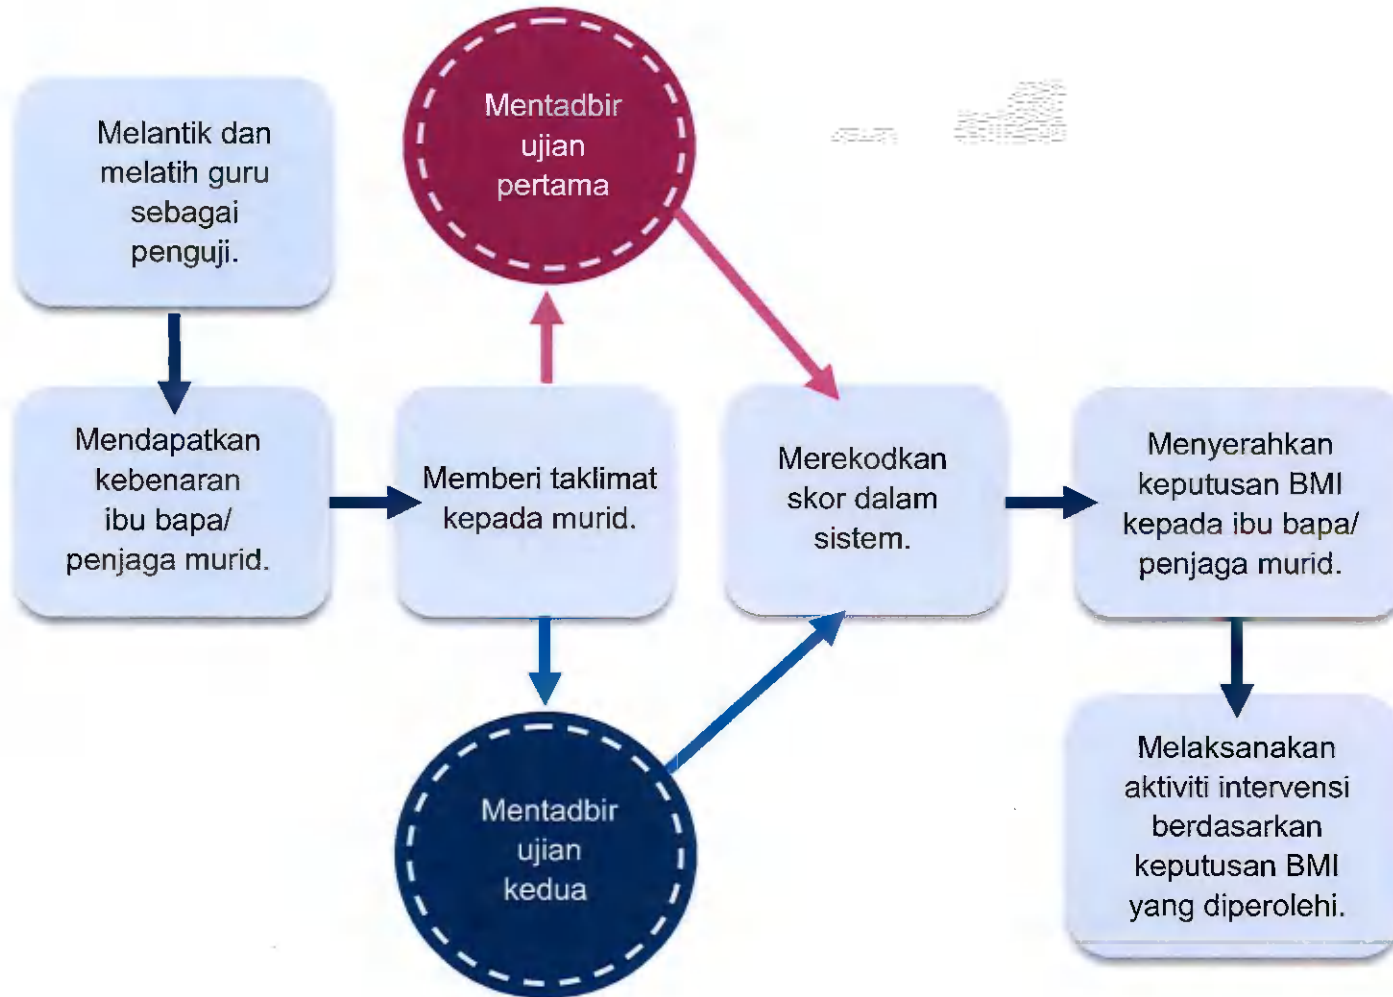 Melantik dan
melatih guru
sebagai
penguji.
Mendapatkan
kebenaran
ibu bapa/
penjaga murid.
Memberi taklimat
kepada murid.
Mentadbir
ujian
pertama
Mentadbir
ujian
kedua
Merekodkan
skor dalam
sistem.
Menyerahkan
keputusan BMI
kepada ibu bapa/
penjaga murid.
Melaksanakan
aktiviti intervensi
berdasarkan
keputusan BMI
yang diperolehi.